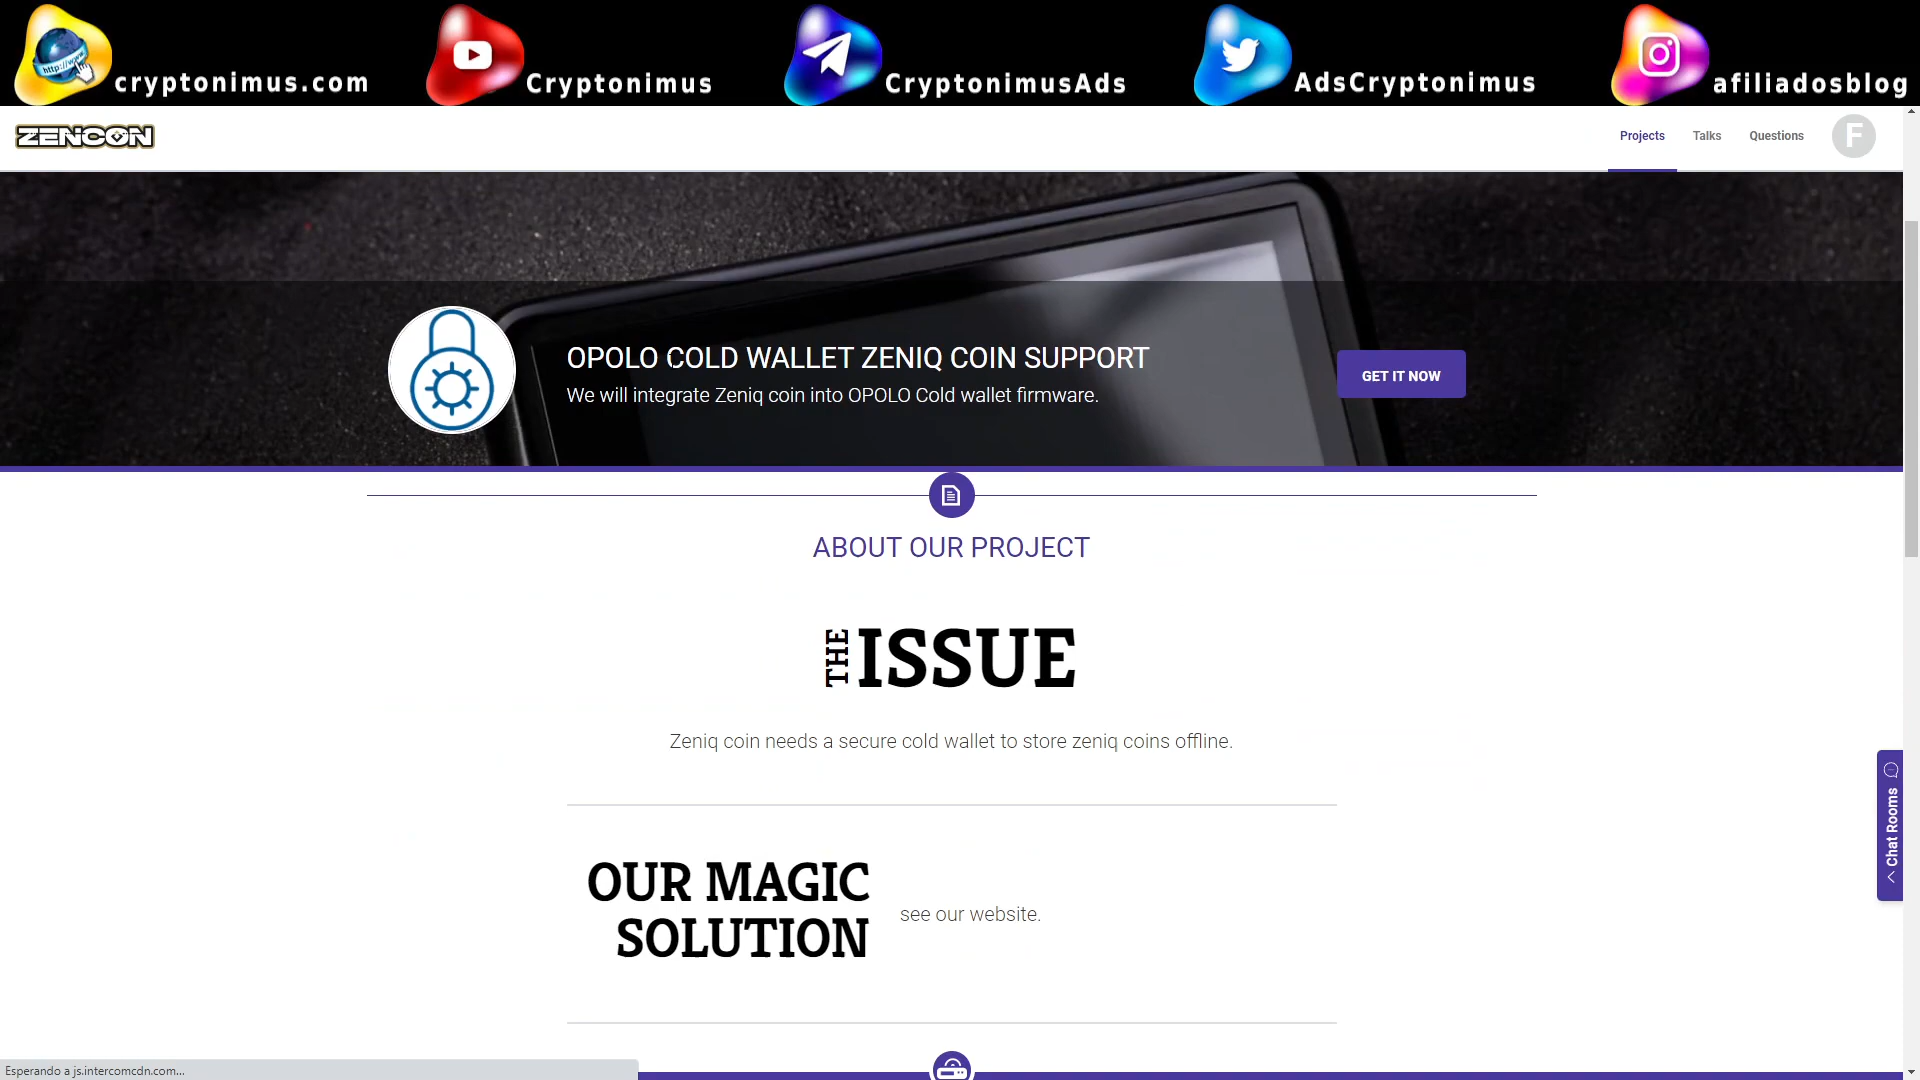 cryptonimus.com
Cryptonimus
CryptonimusAds
AdsCryptonimus
afiliadosblog
ZENCON
Projects
Talks
Questions
F
OPOLO COLD WALLET ZENIQ COIN SUPPORT
We will integrate Zeniq coin into OPOLO Cold wallet firmware.
GET IT NOW
ABOUT OUR PROJECT
THE ISSUE
Zeniq coin needs a secure cold wallet to store zeniq coins offline.
OUR MAGIC
SOLUTION
see our website.
Chat Rooms
Esperando a js.intercomcdn.com...